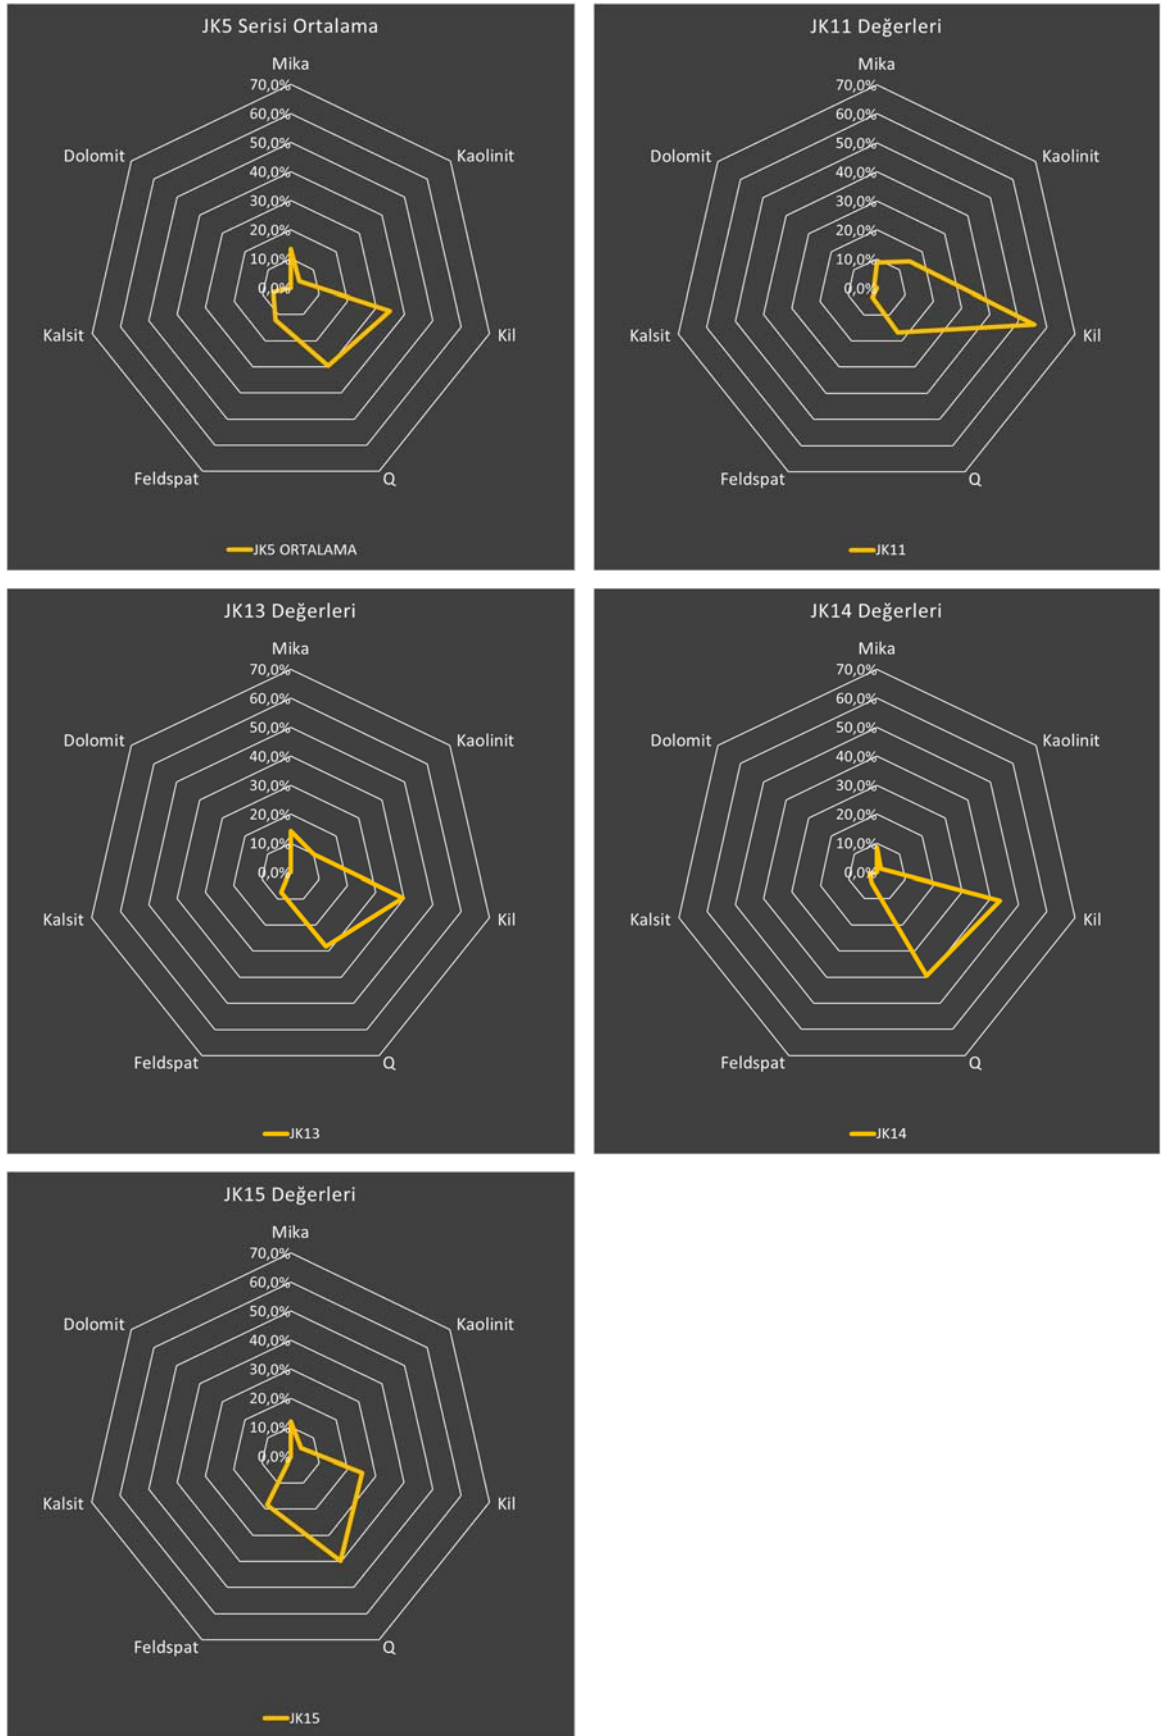 JK5 Serisi Ortalama
Mika
70,0%
60,0%
50,0%
40,0%
30,0%
20,0%
10,0%
0,0%
Dolomit
Kaolinit
Kalsit
Kil
Feldspat
Q
JK5 ORTALAMA
JK11 Değerleri
Mika
70,0%
60,0%
50,0%
40,0%
30,0%
20,0%
10,0%
0,0%
Dolomit
Kaolinit
Kalsit
Kil
Feldspat
Q
JK11
JK13 Değerleri
Mika
70,0%
60,0%
50,0%
40,0%
30,0%
20,0%
10,0%
0,0%
Dolomit
Kaolinit
Kalsit
Kil
Feldspat
Q
JK13
JK14 Değerleri
Mika
70,0%
60,0%
50,0%
40,0%
30,0%
20,0%
10,0%
0,0%
Dolomit
Kaolinit
Kalsit
Kil
Feldspat
Q
JK14
JK15 Değerleri
Mika
70,0%
60,0%
50,0%
40,0%
30,0%
20,0%
10,0%
0,0%
Dolomit
Kaolinit
Kalsit
Kil
Feldspat
Q
JK15